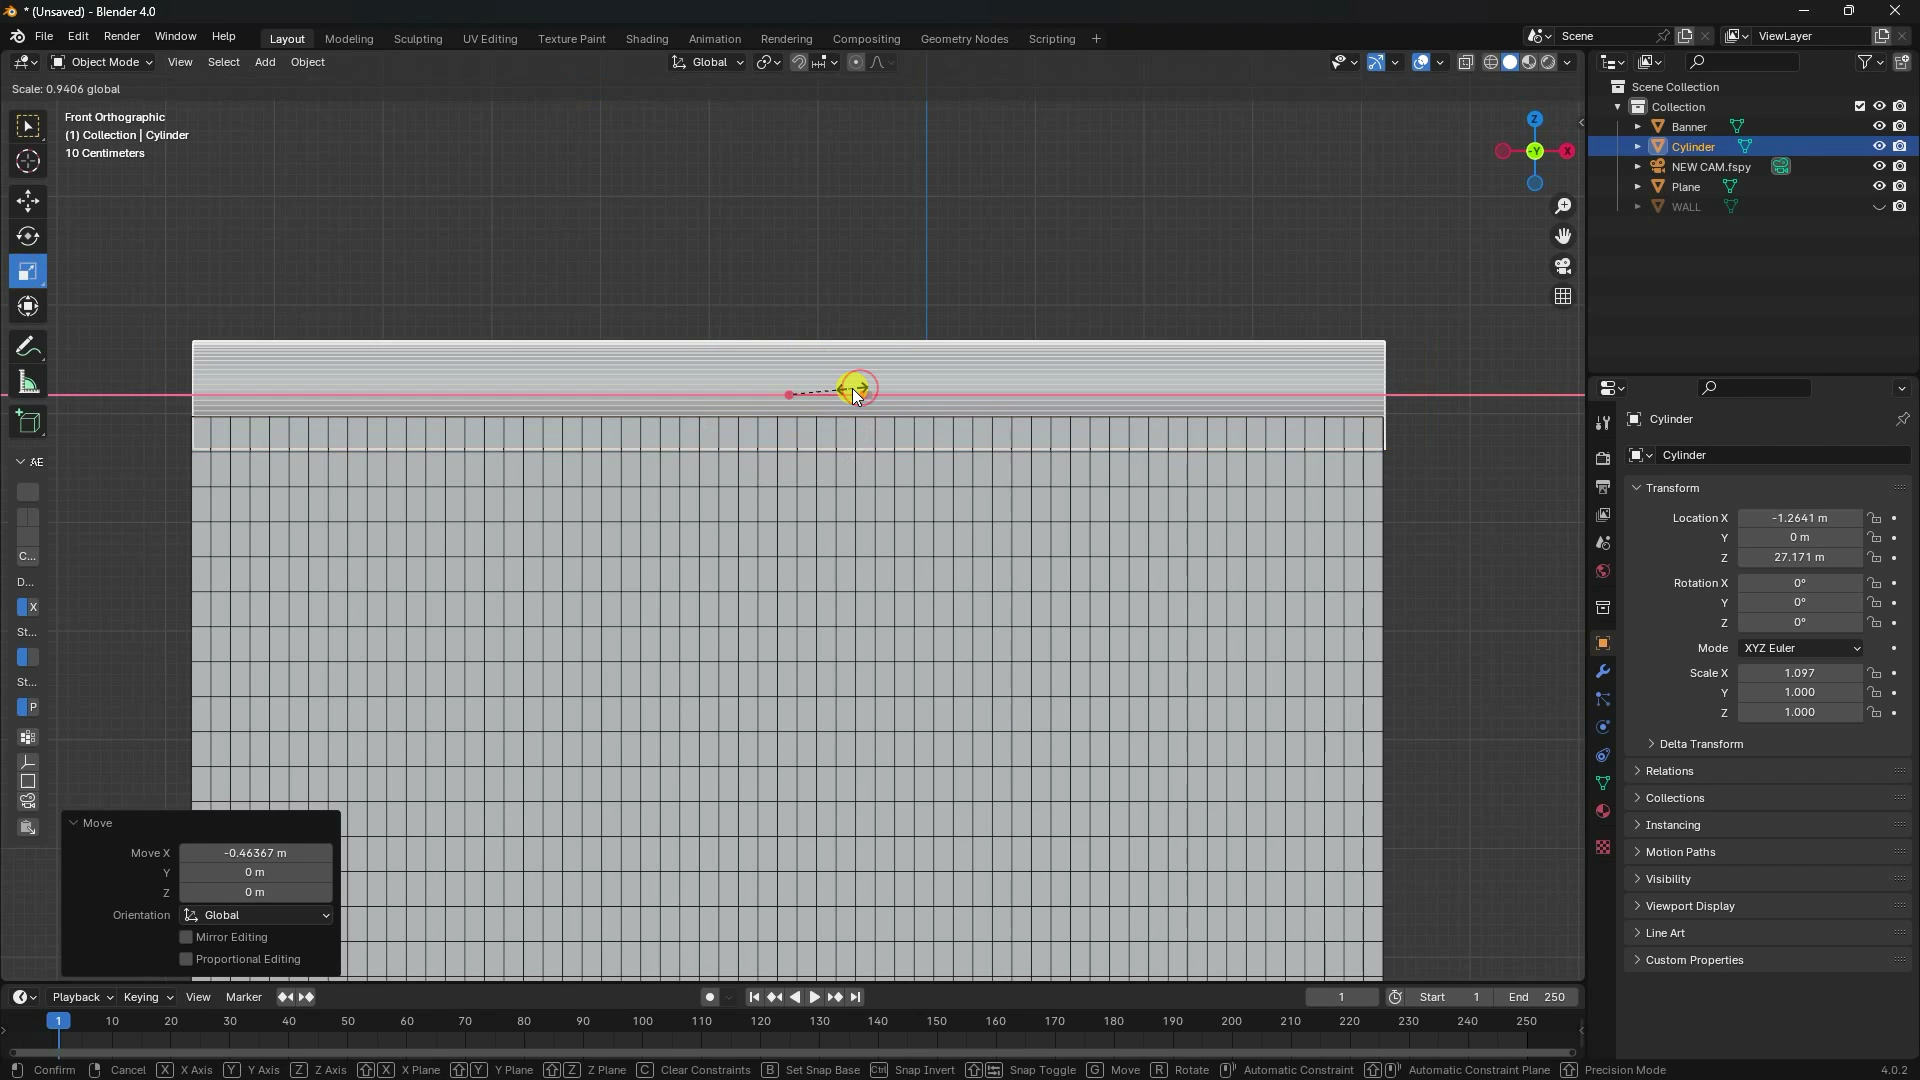 * (Unsaved) - Blender 4.0
File Edit Render Window Help
Layout Modeling Sculpting UV Editing Texture Paint Shading Animation Rendering Compositing Geometry Nodes Scripting +
Scene
ViewLayer
Object Mode View Select Add Object
Global
Scale: 0.9406 global
Front Orthographic
(1) Collection | Cylinder
10 Centimeters
Z
X
-Y
AE
C...
D...
X
St...
St...
P
Move
Move X -0.46367 m
Y 0 m
Z 0 m
Orientation Global
Mirror Editing
Proportional Editing
Scene Collection
Collection
Banner
Cylinder
NEW CAM.fspy
Plane
WALL
Cylinder
Cylinder
Transform
Location X -1.2641 m
Y 0 m
Z 27.171 m
Rotation X 0°
Y 0°
Z 0°
Mode XYZ Euler
Scale X 1.097
Y 1.000
Z 1.000
Delta Transform
Relations
Collections
Instancing
Motion Paths
Visibility
Viewport Display
Line Art
Custom Properties
Playback Keying View Marker
1 Start 1 End 250
1 10 20 30 40 50 60 70 80 90 100 110 120 130 140 150 160 170 180 190 200 210 220 230 240 250
Confirm Cancel X X Axis Y Y Axis Z Z Axis X X Plane Y Y Plane Z Z Plane C Clear Constraints B Set Snap Base Ctrl Snap Invert Snap Toggle G Move R Rotate Automatic Constraint Automatic Constraint Plane Precision Mode 4.0.2